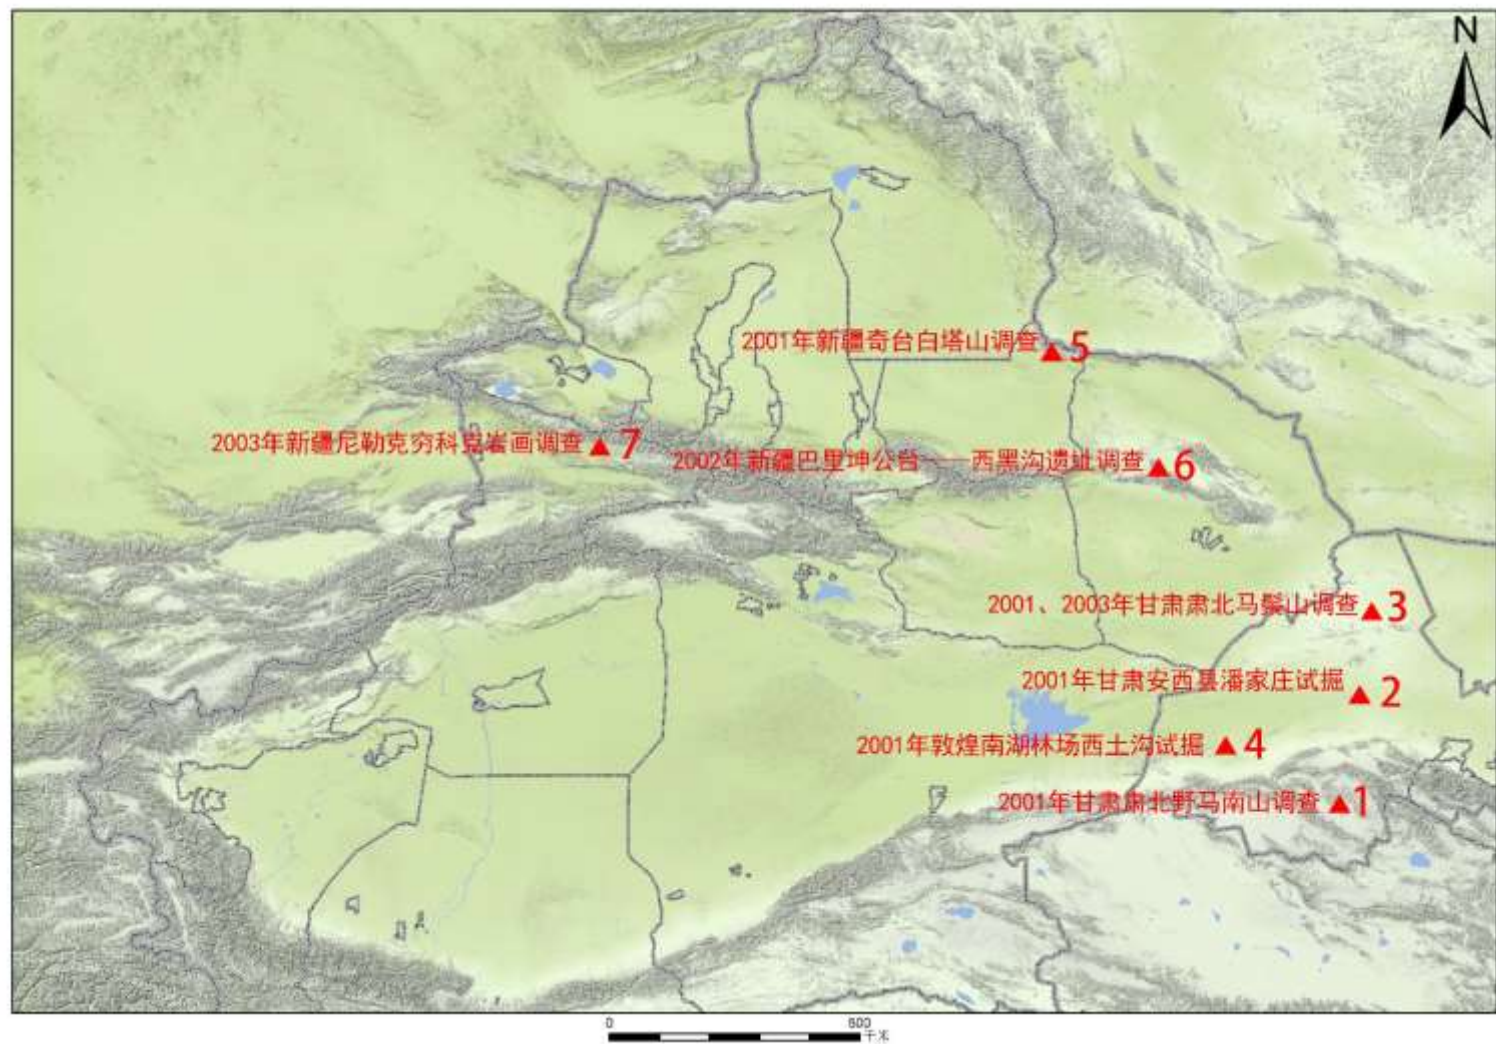 N
2001年新疆奇台白塔山调查 5
2003年新疆尼勒克穷科克岩画调查 7
2002年新疆巴里坤公台——西黑沟遗址调查 6
2001、2003年甘肃肃北马鬃山调查 3
2001年甘肃安西县潘家庄试掘 2
2001年敦煌南湖林场西土沟试掘 4
2001年甘肃肃北野马南山调查 1
0
千米